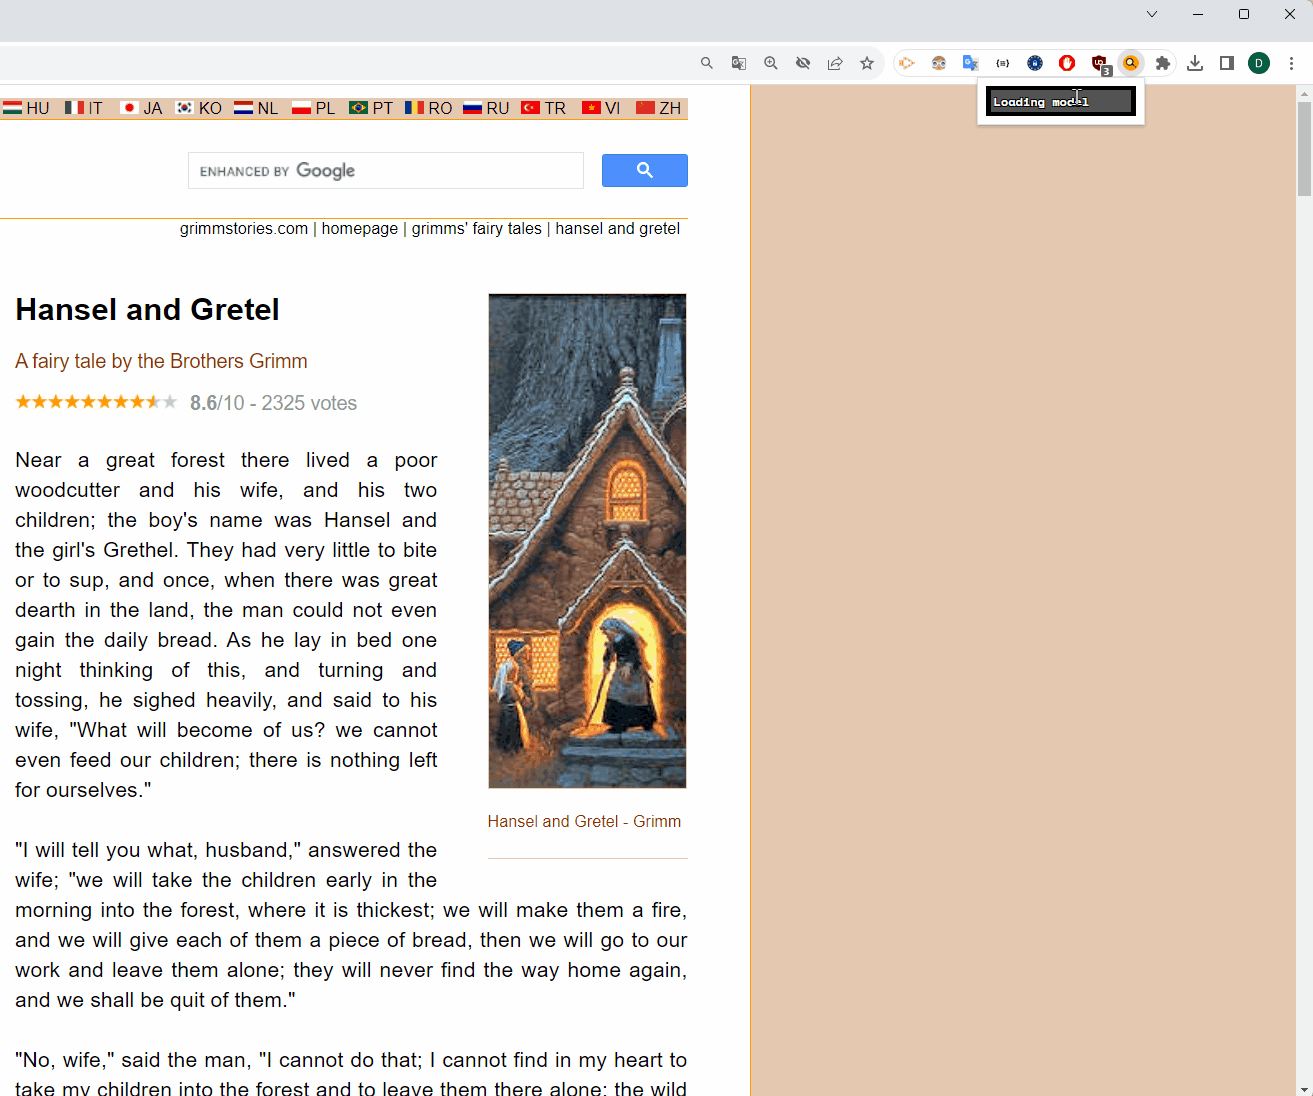 3
D
Loading model
HU IT JA KO NL PL PT RO RU TR VI ZH
ENHANCED BY Google
grimmstories.com | homepage | grimms' fairy tales | hansel and gretel
Hansel and Gretel
A fairy tale by the Brothers Grimm
8.6/10 - 2325 votes
Near a great forest there lived a poor
woodcutter and his wife, and his two
children; the boy's name was Hansel and
the girl's Grethel. They had very little to bite
or to sup, and once, when there was great
dearth in the land, the man could not even
gain the daily bread. As he lay in bed one
night thinking of this, and turning and
tossing, he sighed heavily, and said to his
wife, "What will become of us? we cannot
even feed our children; there is nothing left
for ourselves."
Hansel and Gretel - Grimm
"I will tell you what, husband," answered the
wife; "we will take the children early in the
morning into the forest, where it is thickest; we will make them a fire,
and we will give each of them a piece of bread, then we will go to our
work and leave them alone; they will never find the way home again,
and we shall be quit of them."
"No, wife," said the man, "I cannot do that; I cannot find in my heart to
take my children into the forest and to leave them there alone; the wild